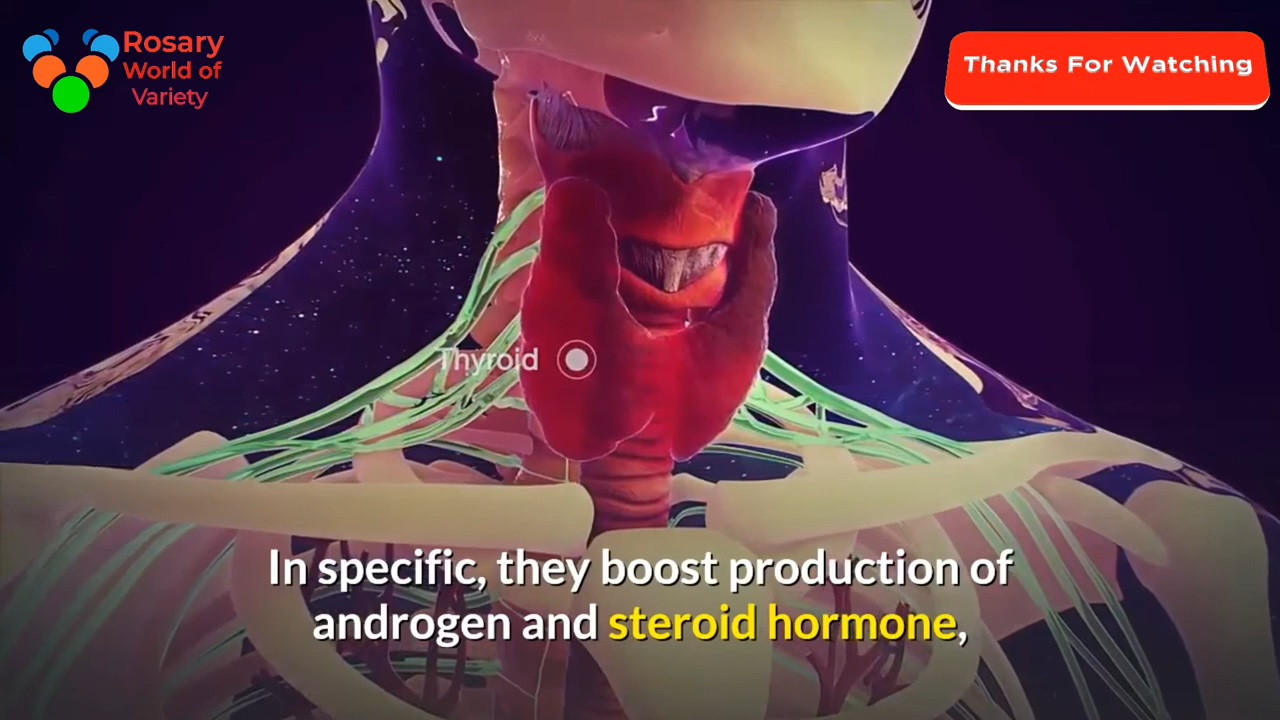 Rosary
World of
Variety
Thanks For Watching
Thyroid
In specific, they boost production of
androgen and steroid hormone,